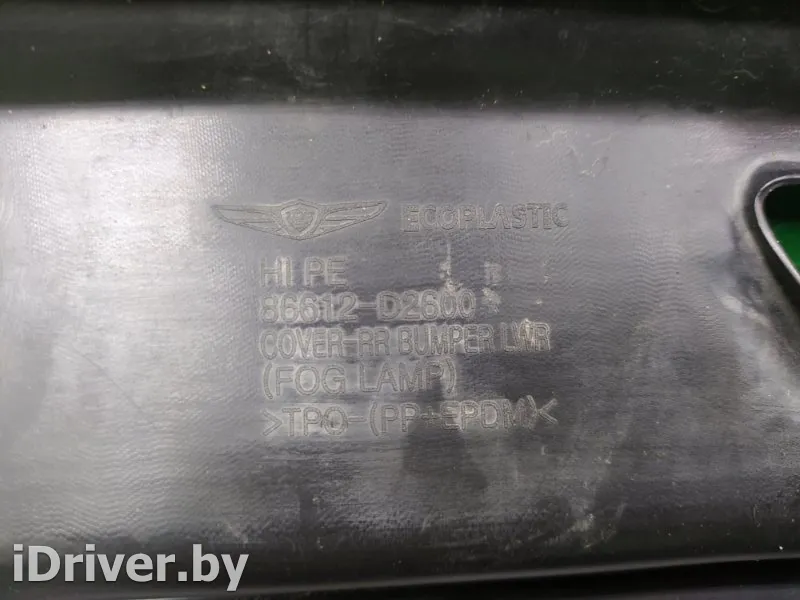 ECOPLASTIC
HI PE
86612-D2600
COVER-RR BUMPER LWR
(FOG LAMP)
>TPO-(PP+EPDM)<
iDriver.by